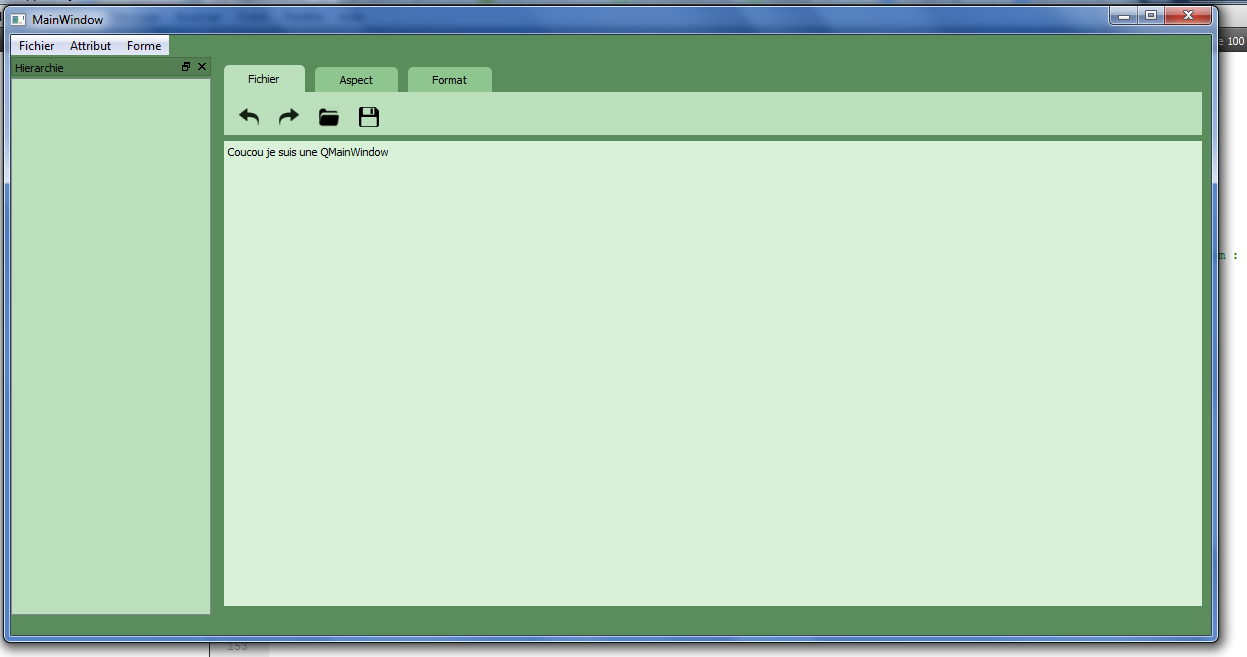 MainWindow
Fichier Attribut Forme
e 100
Hierarchie
Fichier Aspect Format
Coucou je suis une QMainWindow
m :
153